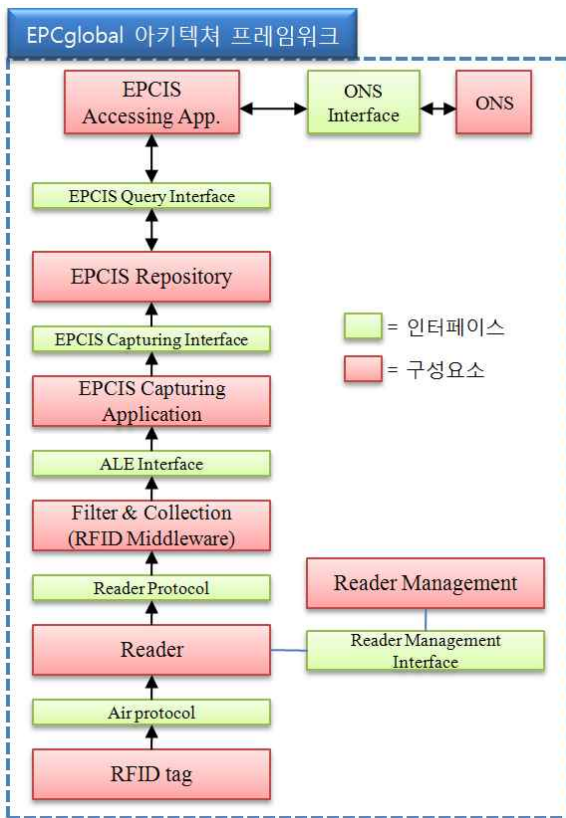 EPCglobal 아키텍쳐 프레임워크
EPCIS
Accessing App.
ONS
Interface
ONS
EPCIS Query Interface
EPCIS Repository
= 인터페이스
EPCIS Capturing Interface
= 구성요소
EPCIS Capturing
Application
ALE Interface
Filter & Collection
(RFID Middleware)
Reader Management
Reader Protocol
Reader
Reader Management
Interface
Air protocol
RFID tag